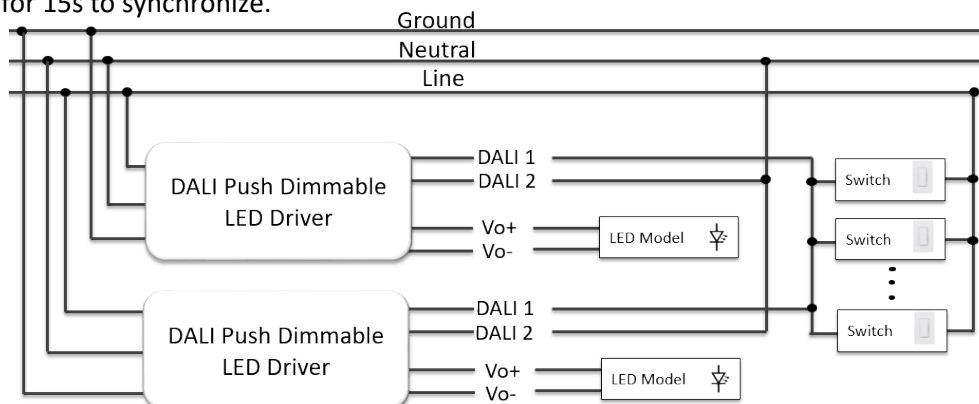 for 15s to synchronize.
Ground
Neutral
Line
DALI Push Dimmable
LED Driver
DALI 1
DALI 2
Vo+
Vo-
LED Model
Switch
Switch
Switch
DALI Push Dimmable
LED Driver
DALI 1
DALI 2
Vo+
Vo-
LED Model